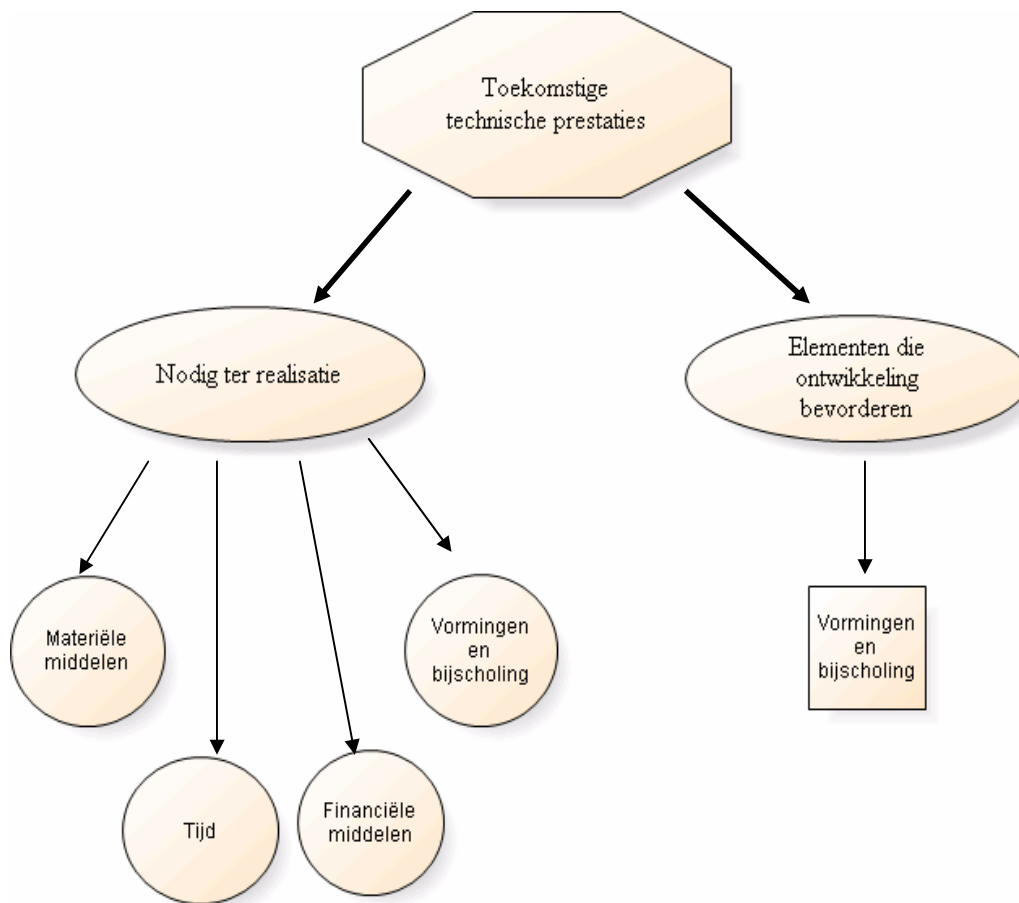 Toekomstige
technische prestaties
Nodig ter realisatie
Elementen die
ontwikkeling
bevorderen
Materiële
middelen
Vormingen
en
bijscholing
Vormingen
en
bijscholing
Tijd
Financiële
middelen